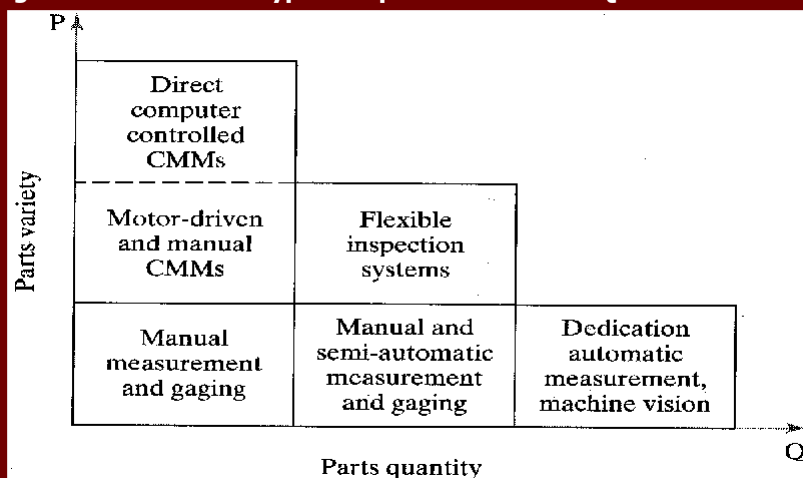 P
Direct
computer
controlled
CMMs
Motor-driven
and manual
CMMs
Flexible
inspection
systems
Manual
measurement
and gaging
Manual and
semi-automatic
measurement
and gaging
Dedication
automatic
measurement,
machine vision
Parts variety
Q
Parts quantity